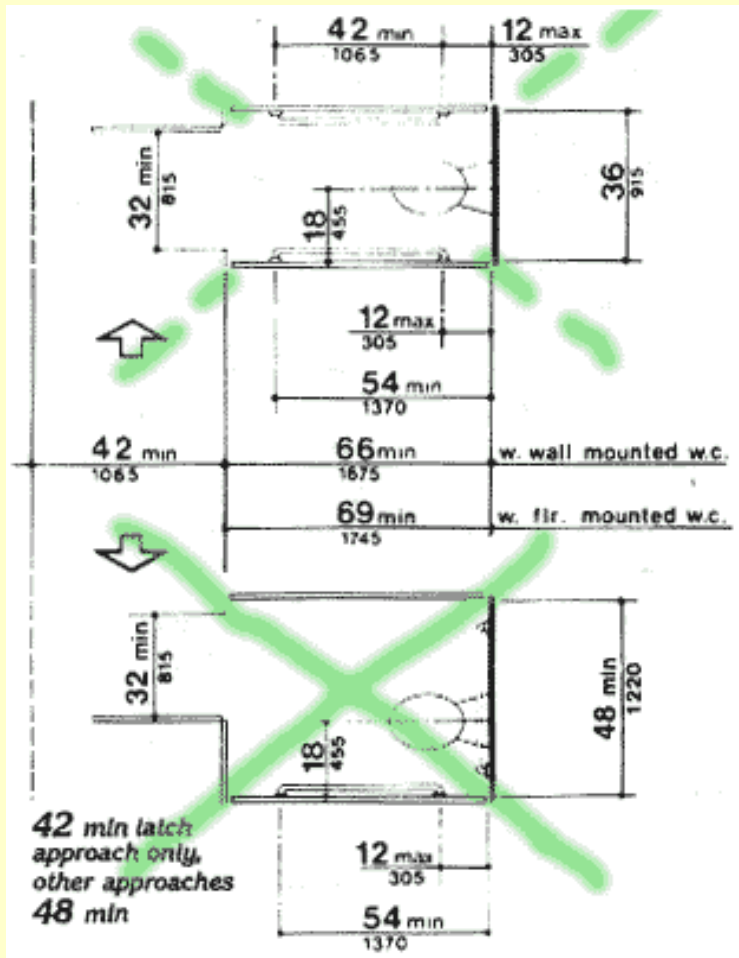 42 min
1065
12 max
305
32 min
815
18
455
36
915
12 max
305
54 min
1370
42 min
1065
66 min
1675
w. wall mounted w.c.
69 min
1745
w. flr. mounted w.c.
32 min
815
18
455
48 min
1220
42 min latch
approach only,
other approaches
48 min
12 max
305
54 min
1370